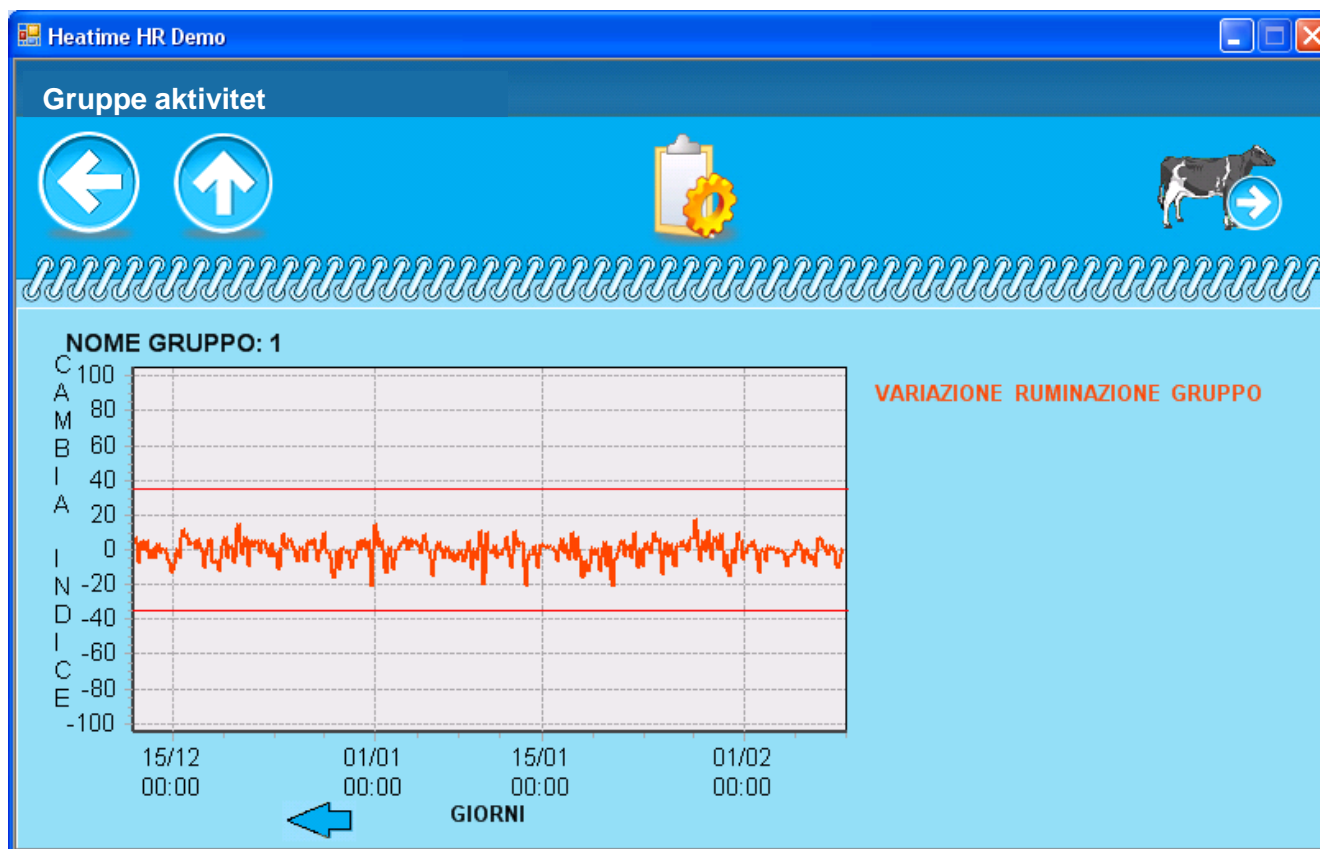 Heatime HR Demo
Gruppe aktivitet
NOME GRUPPO: 1
CAMBIA INDICE
100
80
60
40
20
0
-20
-40
-60
-80
-100
VARIAZIONE RUMINAZIONE GRUPPO
15/12 01/01 15/01 01/02
00:00 00:00 00:00 00:00
GIORNI